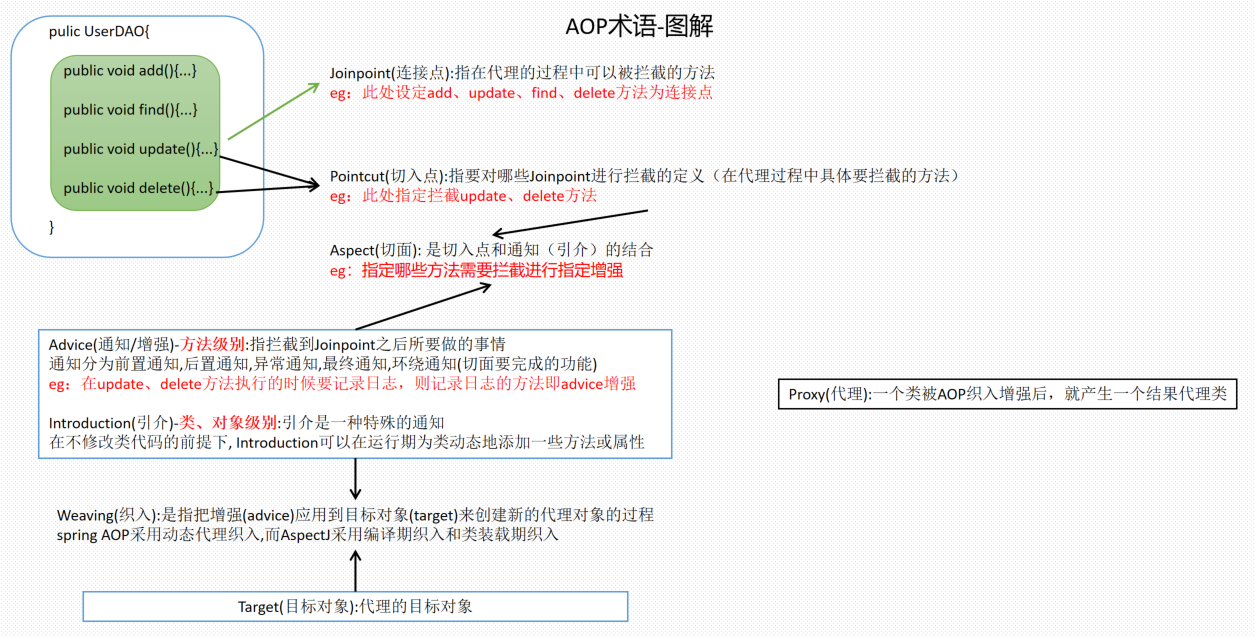 AOP术语-图解
pulic UserDAO{
public void add(){...}
public void find(){...}
public void update(){...}
public void delete(){...}
}
Joinpoint(连接点):指在代理的过程中可以被拦截的方法
eg：此处设定add、update、find、delete方法为连接点
Pointcut(切入点):指要对哪些Joinpoint进行拦截的定义（在代理过程中具体要拦截的方法）
eg：此处指定拦截update、delete方法
Aspect(切面): 是切入点和通知（引介）的结合
eg：指定哪些方法需要拦截进行指定增强
Advice(通知/增强)-方法级别:指拦截到Joinpoint之后所要做的事情
通知分为前置通知,后置通知,异常通知,最终通知,环绕通知(切面要完成的功能)
eg：在update、delete方法执行的时候要记录日志，则记录日志的方法即advice增强
Introduction(引介)-类、对象级别:引介是一种特殊的通知
在不修改类代码的前提下, Introduction可以在运行期为类动态地添加一些方法或属性
Proxy(代理):一个类被AOP织入增强后，就产生一个结果代理类
Weaving(织入):是指把增强(advice)应用到目标对象(target)来创建新的代理对象的过程
spring AOP采用动态代理织入,而AspectJ采用编译期织入和类装载期织入
Target(目标对象):代理的目标对象